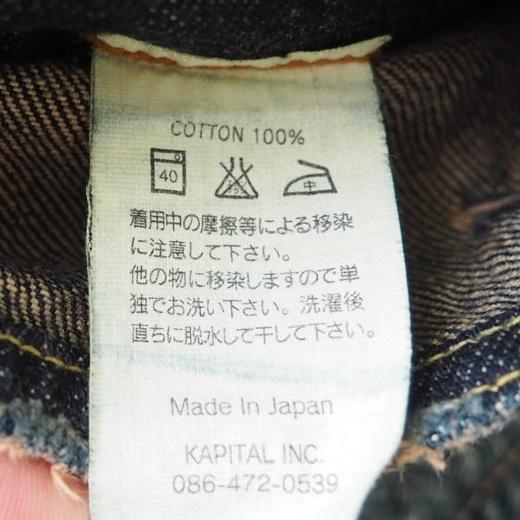 COTTON 100%
40 中
着用中の摩擦等による移染
に注意して下さい。
他の物に移染しますので単
独でお洗い下さい。洗濯後
直ちに脱水して干して下さい。
Made In Japan
KAPITAL INC.
086-472-0539